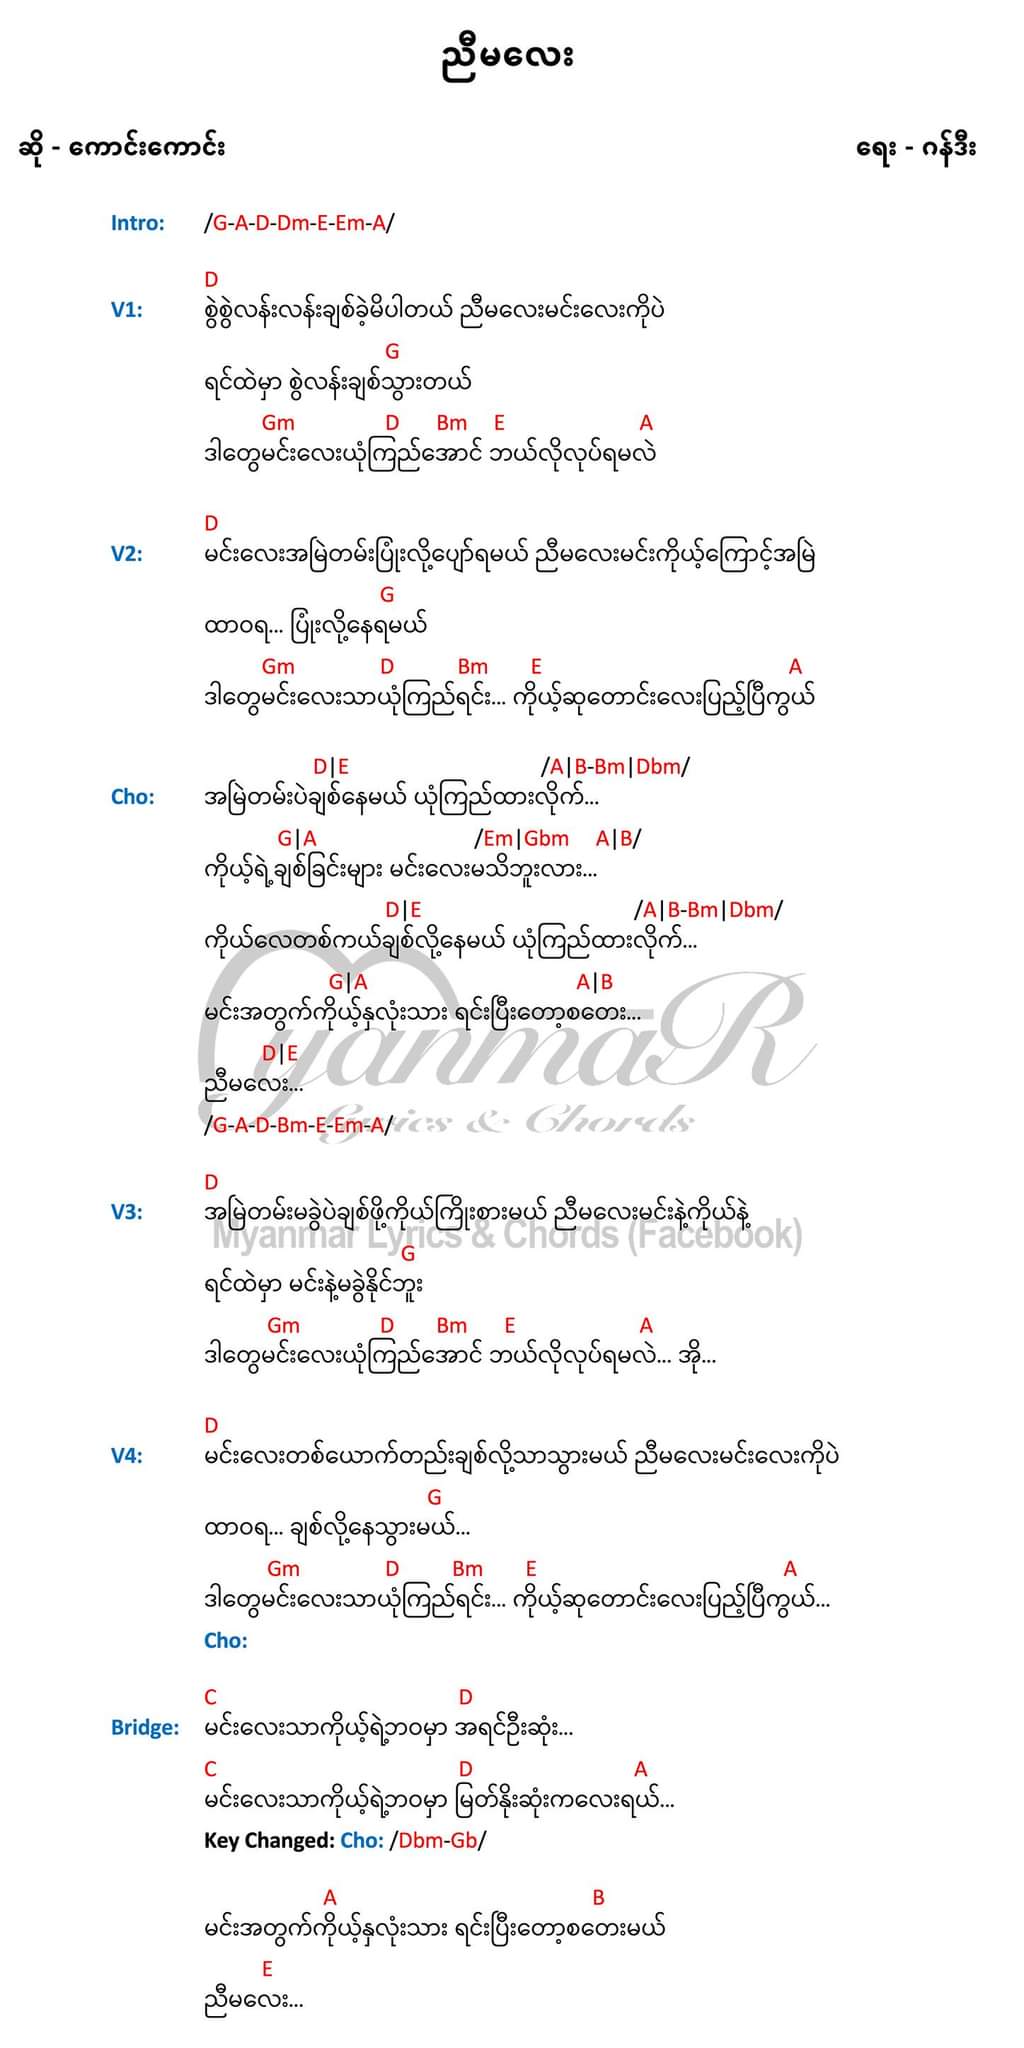 ညီမလေး
ဆို - ကောင်းကောင်း ရေး - ဂန်ဒီး
Intro: /G-A-D-Dm-E-Em-A/
D
V1: စွဲစွဲလန်းလန်းချစ်ခဲ့မိပါတယ် ညီမလေးမင်းလေးကိုပဲ
G
ရင်ထဲမှာ စွဲလန်းချစ်သွားတယ်
Gm D Bm E A
ဒါတွေမင်းလေးယုံကြည်အောင် ဘယ်လိုလုပ်ရမလဲ
D
V2: မင်းလေးအမြဲတမ်းပြုံးလို့ပျော်ရမယ် ညီမလေးမင်းကိုယ့်ကြောင့်အမြဲ
G
ထာဝရ... ပြုံးလို့နေရမယ်
Gm D Bm E A
ဒါတွေမင်းလေးသာယုံကြည်ရင်း... ကိုယ့်ဆုတောင်းလေးပြည့်ပြီကွယ်
D|E /A|B-Bm|Dbm/
Cho: အမြဲတမ်းပဲချစ်နေမယ် ယုံကြည်ထားလိုက်...
G|A /Em|Gbm A|B/
ကိုယ့်ရဲ့ချစ်ခြင်းများ မင်းလေးမသိဘူးလား...
D|E /A|B-Bm|Dbm/
ကိုယ်လေတစ်ကယ်ချစ်လို့နေမယ် ယုံကြည်ထားလိုက်...
G|A A|B
မင်းအတွက်ကိုယ့်နှလုံးသား ရင်းပြီးတော့စတေး...
D|E
ညီမလေး...
/G-A-D-Bm-E-Em-A/
MyanmaR
Lyrics & Chords
D
V3: အမြဲတမ်းမခွဲပဲချစ်ဖို့ကိုယ်ကြိုးစားမယ် ညီမလေးမင်းနဲ့ကိုယ်နဲ့
Myanmar Lyrics & Chords (Facebook)
G
ရင်ထဲမှာ မင်းနဲ့မခွဲနိုင်ဘူး
Gm D Bm E A
ဒါတွေမင်းလေးယုံကြည်အောင် ဘယ်လိုလုပ်ရမလဲ... အို...
D
V4: မင်းလေးတစ်ယောက်တည်းချစ်လို့သာသွားမယ် ညီမလေးမင်းလေးကိုပဲ
G
ထာဝရ... ချစ်လို့နေသွားမယ်...
Gm D Bm E A
ဒါတွေမင်းလေးသာယုံကြည်ရင်း... ကိုယ့်ဆုတောင်းလေးပြည့်ပြီကွယ်...
Cho:
C D
Bridge: မင်းလေးသာကိုယ့်ရဲ့ဘဝမှာ အရင်ဦးဆုံး...
C D A
မင်းလေးသာကိုယ့်ရဲ့ဘဝမှာ မြတ်နိုးဆုံးကလေးရယ်...
Key Changed: Cho: /Dbm-Gb/
A B
မင်းအတွက်ကိုယ့်နှလုံးသား ရင်းပြီးတော့စတေးမယ်
E
ညီမလေး...